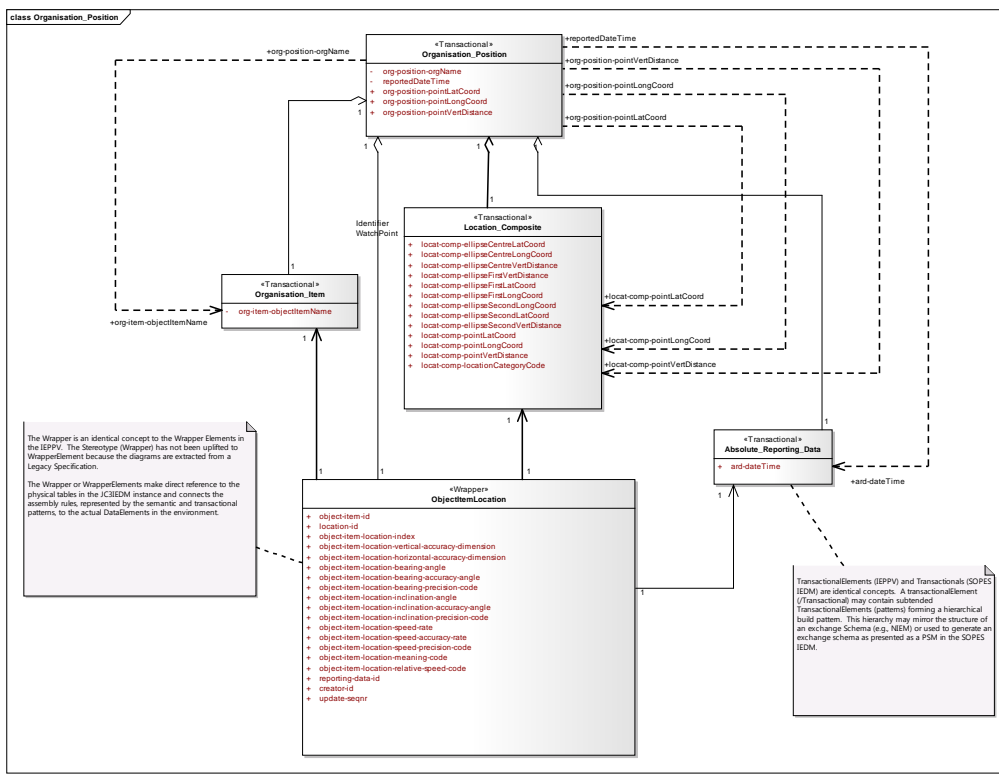 class Organisation_Position
«Transactional»
Organisation_Position
- org-position-orgName
- reportedDateTime
+ org-position-pointLatCoord
+ org-position-pointLongCoord
+ org-position-pointVertDistance
+org-position-orgName
+reportedDateTime
+org-position-pointVertDistance
+org-position-pointLongCoord
+org-position-pointLatCoord
1
1
1
1
1
Identifier
WatchPoint
«Transactional»
Location_Composite
+ locat-comp-ellipseCentreLatCoord
+ locat-comp-ellipseCentreLongCoord
+ locat-comp-ellipseCentreVertDistance
+ locat-comp-ellipseFirstVertDistance
+ locat-comp-ellipseFirstLatCoord
+ locat-comp-ellipseFirstLongCoord
+ locat-comp-ellipseSecondLongCoord
+ locat-comp-ellipseSecondLatCoord
+ locat-comp-ellipseSecondVertDistance
+ locat-comp-pointLatCoord
+ locat-comp-pointLongCoord
+ locat-comp-pointVertDistance
+ locat-comp-locationCategoryCode
1
«Transactional»
Organisation_Item
- org-item-objectItemName
+org-item-objectItemName
+locat-comp-pointLatCoord
+locat-comp-pointLongCoord
+locat-comp-pointVertDistance
1
1
1
«Transactional»
Absolute_Reporting_Data
+ ard-dateTime
+ard-dateTime
1
The Wrapper is an identical concept to the Wrapper Elements in
the IEPPV. The Stereotype (Wrapper) has not been uplifted to
WrapperElement because the diagrams are extracted from a
Legacy Specification.
The Wrapper or WrapperElements make direct reference to the
physical tables in the JC3IEDM instance and connects the
assembly rules, represented by the semantic and transactional
patterns, to the actual DataElements in the environment.
1
1
1
«Wrapper»
ObjectItemLocation
+ object-item-id
+ location-id
+ object-item-location-index
+ object-item-location-vertical-accuracy-dimension
+ object-item-location-horizontal-accuracy-dimension
+ object-item-location-bearing-angle
+ object-item-location-bearing-accuracy-angle
+ object-item-location-bearing-precision-code
+ object-item-location-inclination-angle
+ object-item-location-inclination-accuracy-angle
+ object-item-location-inclination-precision-code
+ object-item-location-speed-rate
+ object-item-location-speed-accuracy-rate
+ object-item-location-speed-precision-code
+ object-item-location-meaning-code
+ object-item-location-relative-speed-code
+ reporting-data-id
+ creator-id
+ update-seqnr
1
TransactionalElements (IEPPV) and Transactionals (SOPES
IEDM) are identical concepts. A transactionalElement
(/Transactional) may contain subtended
TransactionalElements (patterns) forming a hierarchical
build pattern. This hierarchy may mirror the structure of
an exchange Schema (e.g., NIEM) or used to generate an
exchange schema as presented as a PSM in the SOPES
IEDM.